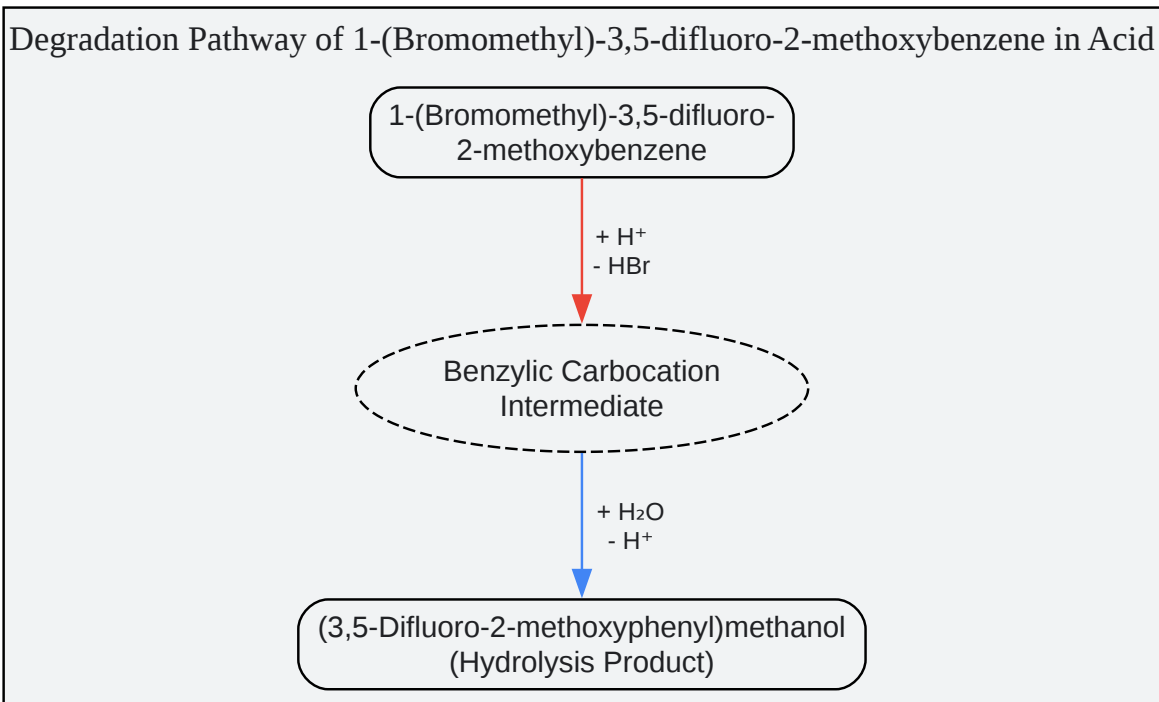 Degradation Pathway of 1-(Bromomethyl)-3,5-difluoro-2-methoxybenzene in Acid
1-(Bromomethyl)-3,5-difluoro-
2-methoxybenzene
+ H⁺
- HBr
Benzylic Carbocation
Intermediate
+ H₂O
- H⁺
(3,5-Difluoro-2-methoxyphenyl)methanol
(Hydrolysis Product)